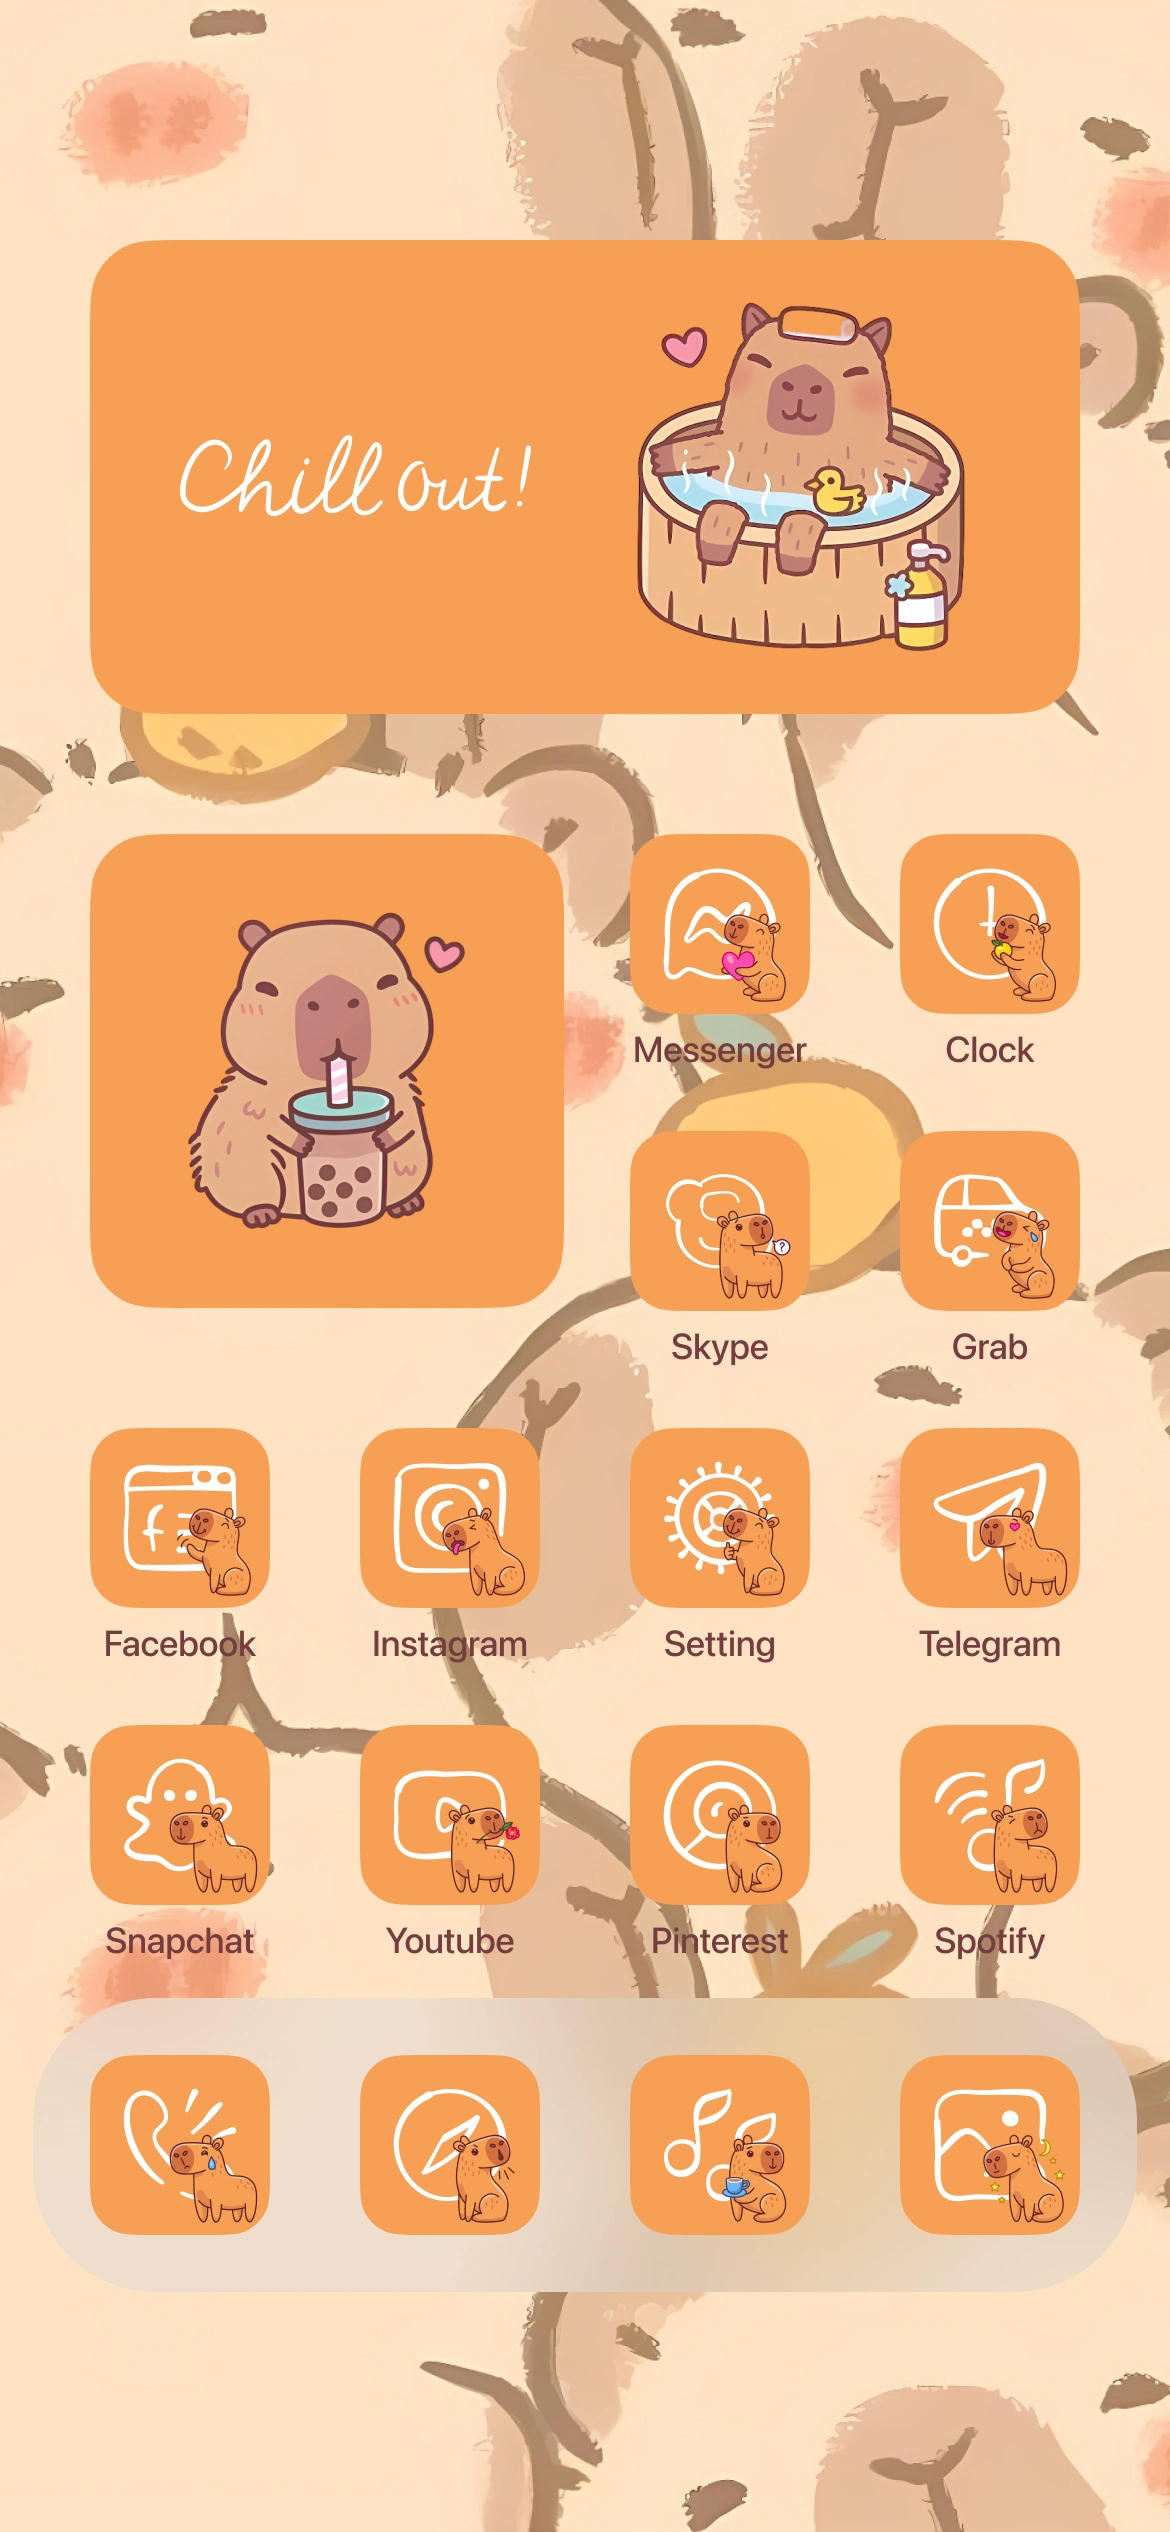 Chill out!
Messenger
Clock
?
Skype
Grab
f
Facebook
Instagram
Setting
Telegram
Snapchat
Youtube
Pinterest
Spotify